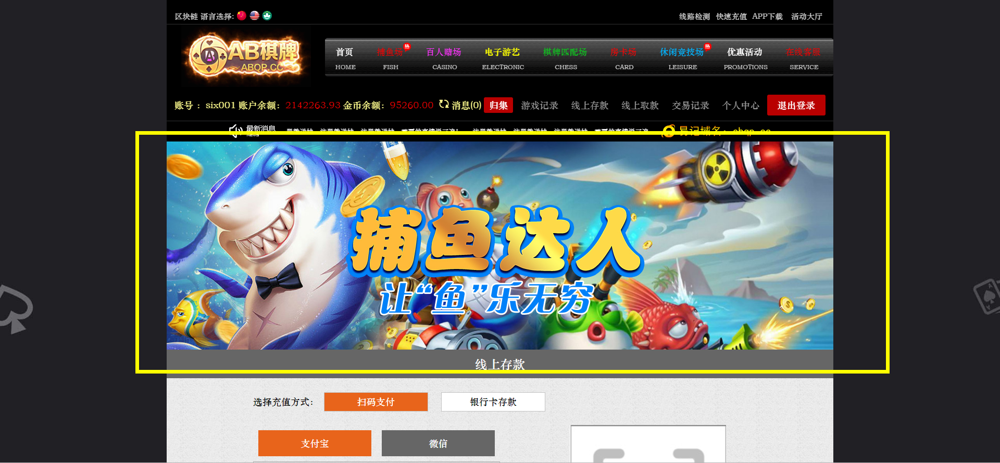 区块链 语言选择:
线路检测 快速充值 APP下载 活动大厅
AB棋牌
ABQP.CC
首页 捕鱼场 热 百人赌场 电子游艺 棋牌匹配场 房卡场 休闲竞技场 热 优惠活动 在线客服
HOME FISH CASINO ELECTRONIC CHESS CARD LEISURE PROMOTIONS SERVICE
账号 : six001 账户余额: 2142263.93 金币余额: 95260.00 消息(0) 归集 游戏记录 线上存款 线上取款 交易记录 个人中心 退出登录
最新消息
易记域名: abqp.cc
捕鱼达人
让“鱼”乐无穷
线上存款
选择充值方式: 扫码支付 银行卡存款
支付宝 微信